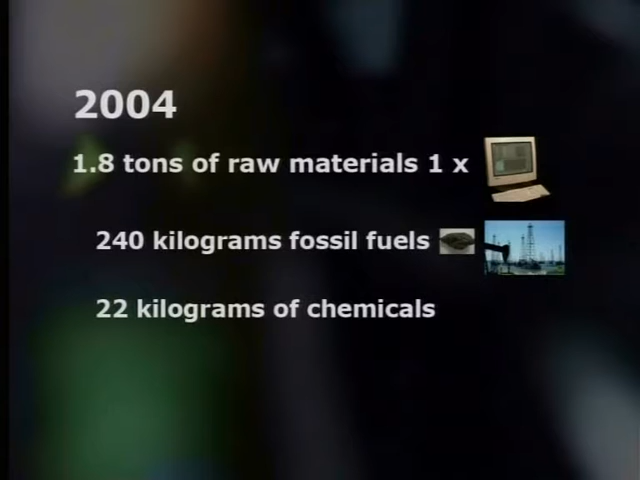 2004
1.8 tons of raw materials 1 x
240 kilograms fossil fuels
22 kilograms of chemicals